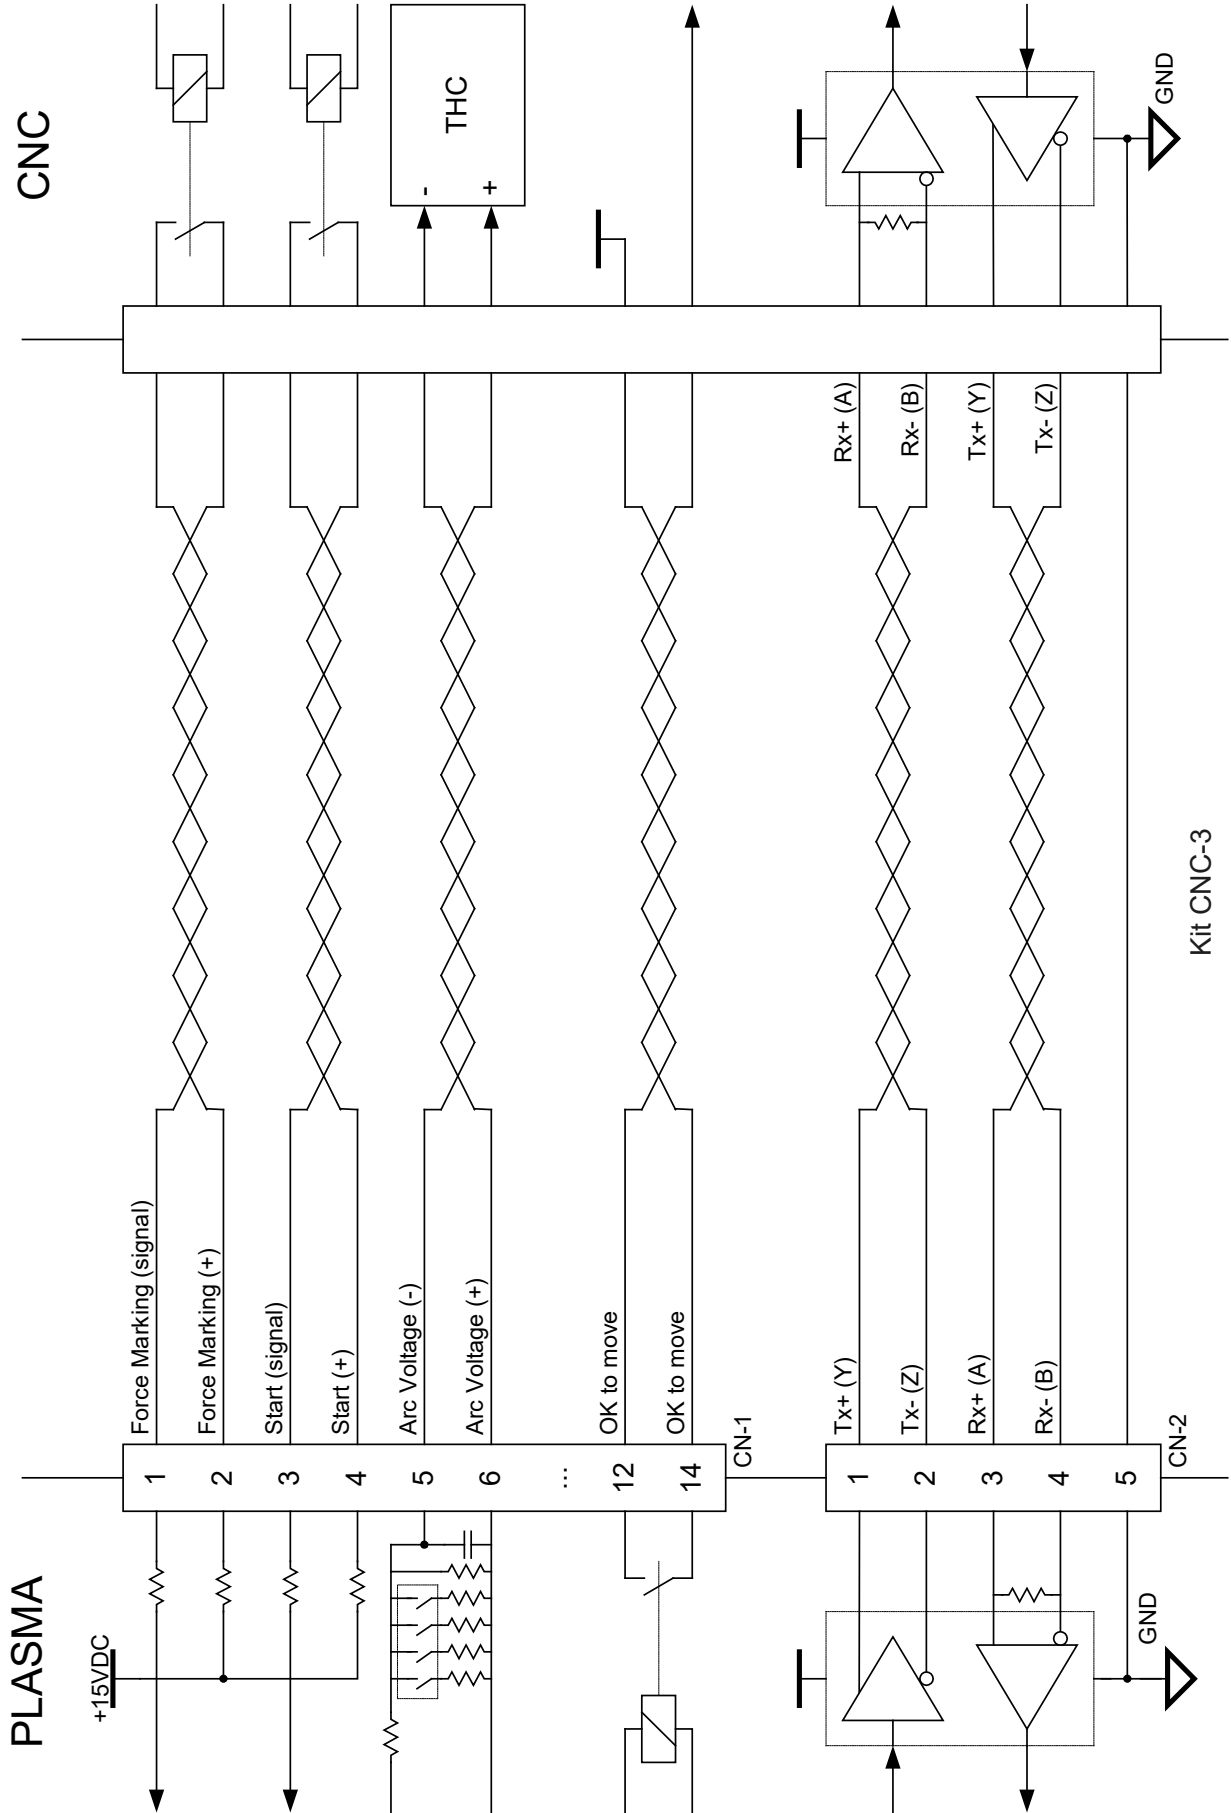 CNC
THC
-
+
GND
Rx+ (A)
Rx- (B)
Tx+ (Y)
Tx- (Z)
Force Marking (signal)
Force Marking (+)
Start (signal)
Start (+)
Arc Voltage (-)
Arc Voltage (+)
OK to move
OK to move
Tx+ (Y)
Tx- (Z)
Rx+ (A)
Rx- (B)
1
2
3
4
5
6
...
12
14
CN-1
1
2
3
4
5
CN-2
PLASMA
+15VDC
GND
Kit CNC-3